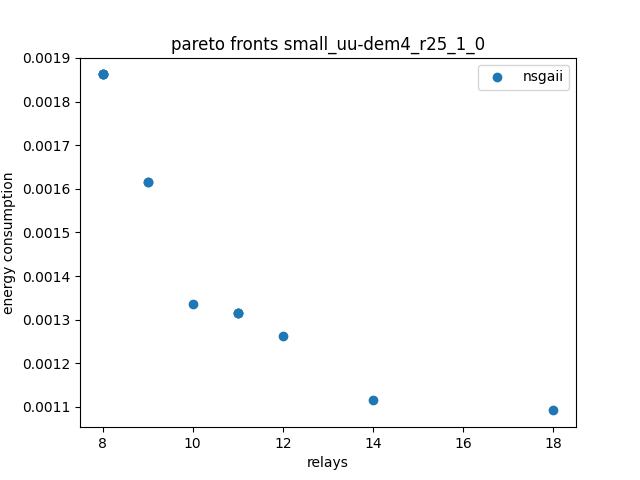 pareto fronts small_uu-dem4_r25_1_0
nsgaii
energy consumption
0.0019
0.0018
0.0017
0.0016
0.0015
0.0014
0.0013
0.0012
0.0011
8 10 12 14 16 18
relays